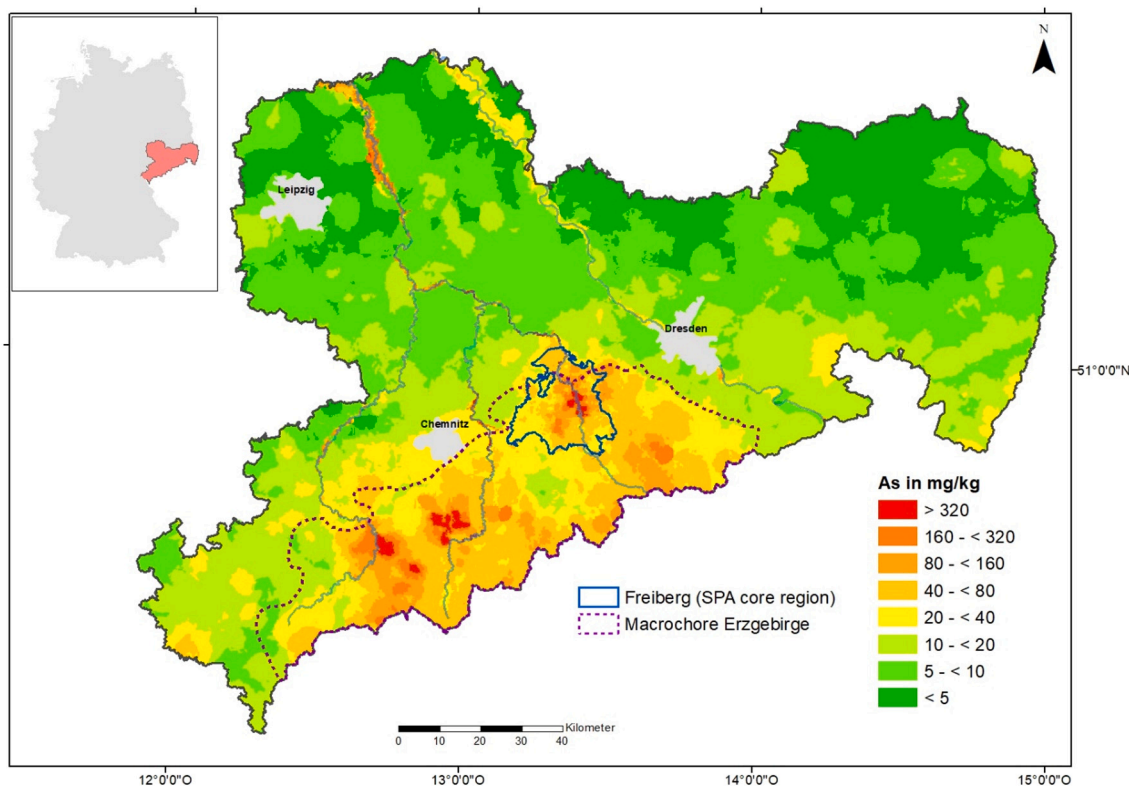 N
Leipzig
Dresden
51°0'0"N
Chemnitz
As in mg/kg
> 320
160 - < 320
80 - < 160
40 - < 80
20 - < 40
10 - < 20
5 - < 10
< 5
Freiberg (SPA core region)
Macrochore Erzgebirge
Kilometer
0 10 20 30 40
12°0'0"O
13°0'0"O
14°0'0"O
15°0'0"O